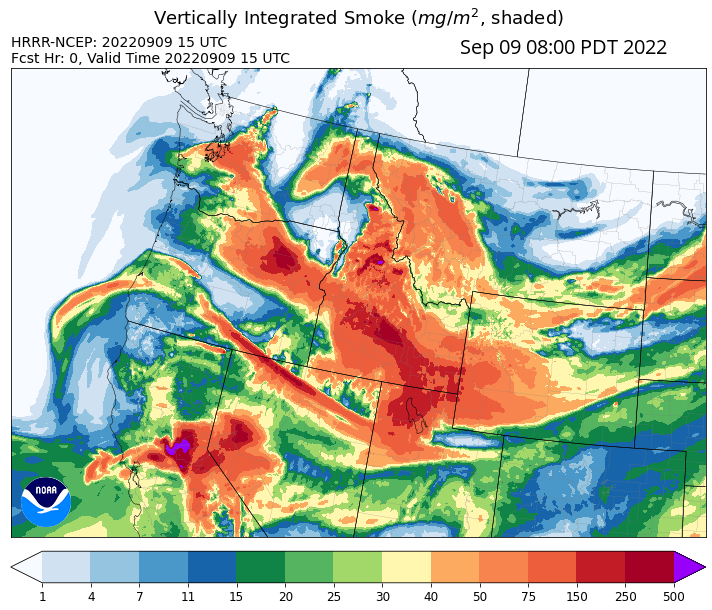 Vertically Integrated Smoke (mg/m², shaded)
HRRR-NCEP: 20220909 15 UTC
Sep 09 08:00 PDT 2022
Fcst Hr: 0, Valid Time 20220909 15 UTC
NOAA
1 4 7 11 15 20 25 30 40 50 75 150 250 500